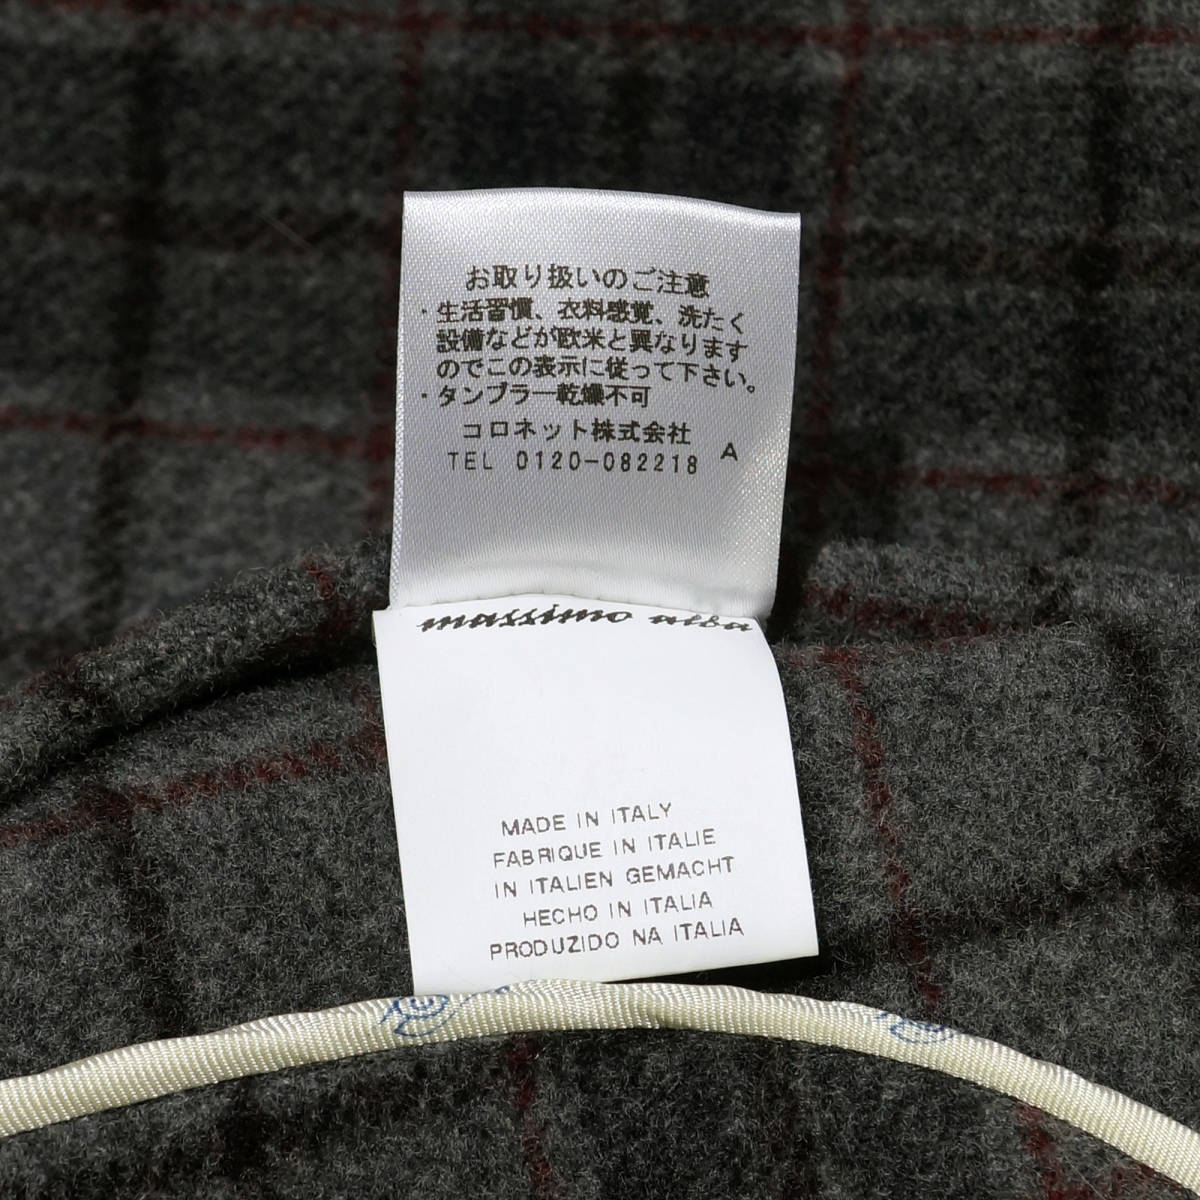 お取り扱いのご注意
・生活習慣、衣料感覚、洗たく
設備などが欧米と異なります
のでこの表示に従って下さい。
・タンブラー乾燥不可
コロネット株式会社
TEL 0120-082218 A
massimo alba
MADE IN ITALY
FABRIQUE IN ITALIE
IN ITALIEN GEMACHT
HECHO IN ITALIA
PRODUZIDO NA ITALIA